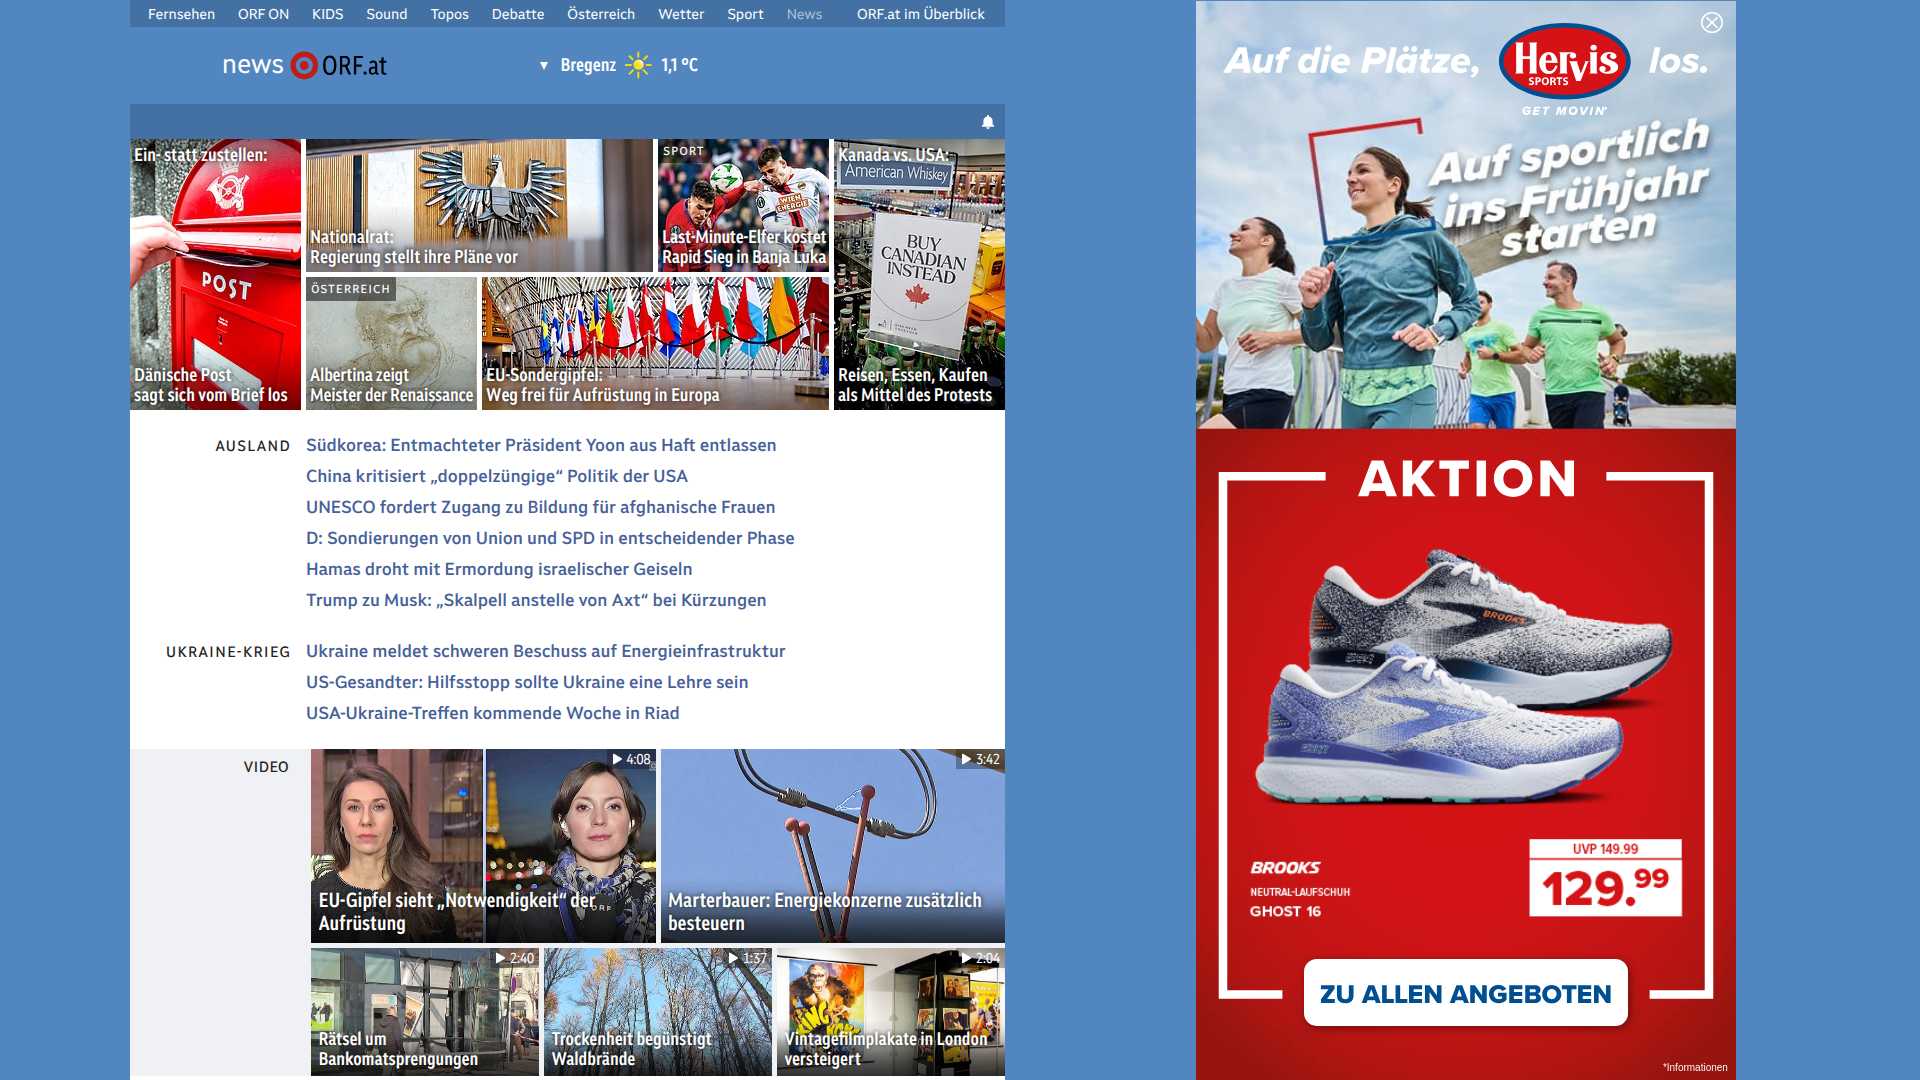 Fernsehen ORF ON KIDS Sound Topos Debatte Österreich Wetter Sport News ORF.at im Überblick
news ORF.at
Bregenz 1,1 °C
Ein- statt zustellen:
POST
Dänische Post
sagt sich vom Brief los
Nationalrat:
Regierung stellt ihre Pläne vor
SPORT
WIEN ENERGIE
Last-Minute-Elfer kostet
Rapid Sieg in Banja Luka
Kanada vs. USA:
American Whiskey
BUY
CANADIAN
INSTEAD
Reisen, Essen, Kaufen
als Mittel des Protests
ÖSTERREICH
Albertina zeigt
Meister der Renaissance
EU-Sondergipfel:
Weg frei für Aufrüstung in Europa
AUSLAND
Südkorea: Entmachteter Präsident Yoon aus Haft entlassen
China kritisiert „doppelzüngige“ Politik der USA
UNESCO fordert Zugang zu Bildung für afghanische Frauen
D: Sondierungen von Union und SPD in entscheidender Phase
Hamas droht mit Ermordung israelischer Geiseln
Trump zu Musk: „Skalpell anstelle von Axt“ bei Kürzungen
UKRAINE-KRIEG
Ukraine meldet schweren Beschuss auf Energieinfrastruktur
US-Gesandter: Hilfsstopp sollte Ukraine eine Lehre sein
USA-Ukraine-Treffen kommende Woche in Riad
VIDEO
4:08
ORF
EU-Gipfel sieht „Notwendigkeit“ der
Aufrüstung
3:42
Marterbauer: Energiekonzerne zusätzlich
besteuern
2:40
Rätsel um
Bankomatsprengungen
1:37
Trockenheit begünstigt
Waldbrände
2:04
KING
Vintagefilmplakate in London
versteigert
Auf die Plätze, Hervis SPORTS los.
GET MOVIN'
Auf sportlich
ins Frühjahr
starten
AKTION
BROOKS
BROOKS
BROOKS
NEUTRAL-LAUFSCHUH
GHOST 16
UVP 149.99
129.99
ZU ALLEN ANGEBOTEN
*Informationen